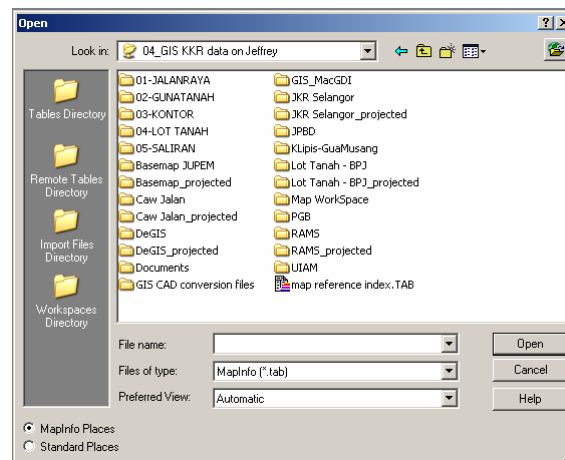 Open
Look in: 04_GIS KKR data on Jeffrey
Tables Directory
Remote Tables Directory
Import Files Directory
Workspaces Directory
01-JALANRAYA
02-GUNATANAH
03-KONTOR
04-LOT TANAH
05-SALIRAN
Basemap JUPEM
Basemap_projected
Caw Jalan
Caw Jalan_projected
DeGIS
DeGIS_projected
Documents
GIS CAD conversion files
GIS_MacGDI
JKR Selangor
JKR Selangor_projected
JPBD
KLipis-GuaMusang
Lot Tanah - BPJ
Lot Tanah - BPJ_projected
Map WorkSpace
PGB
RAMS
RAMS_projected
UIAM
map reference index.TAB
File name:
Open
Files of type: MapInfo (*.tab)
Cancel
Preferred View: Automatic
Help
MapInfo Places
Standard Places